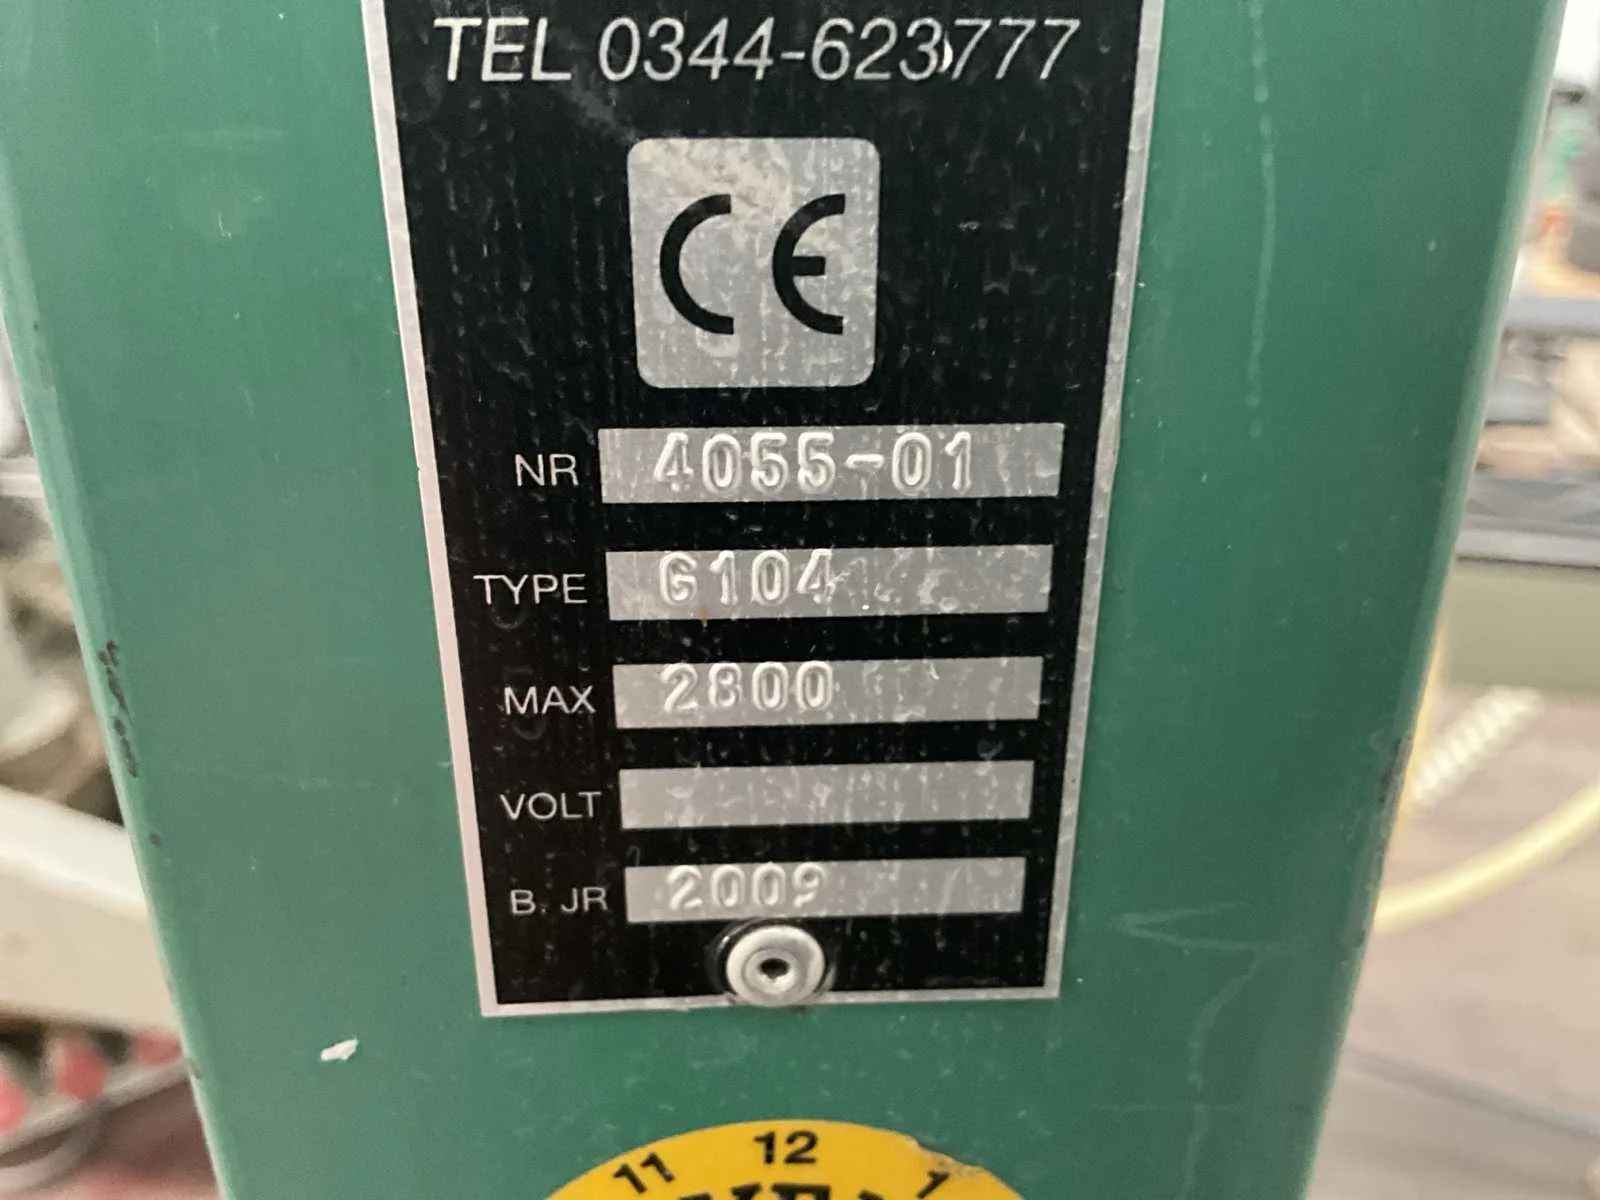 TEL 0344-623777
CE
NR 4055-01
TYPE G104
MAX 2800
VOLT
B. JR 2009
11 12 1